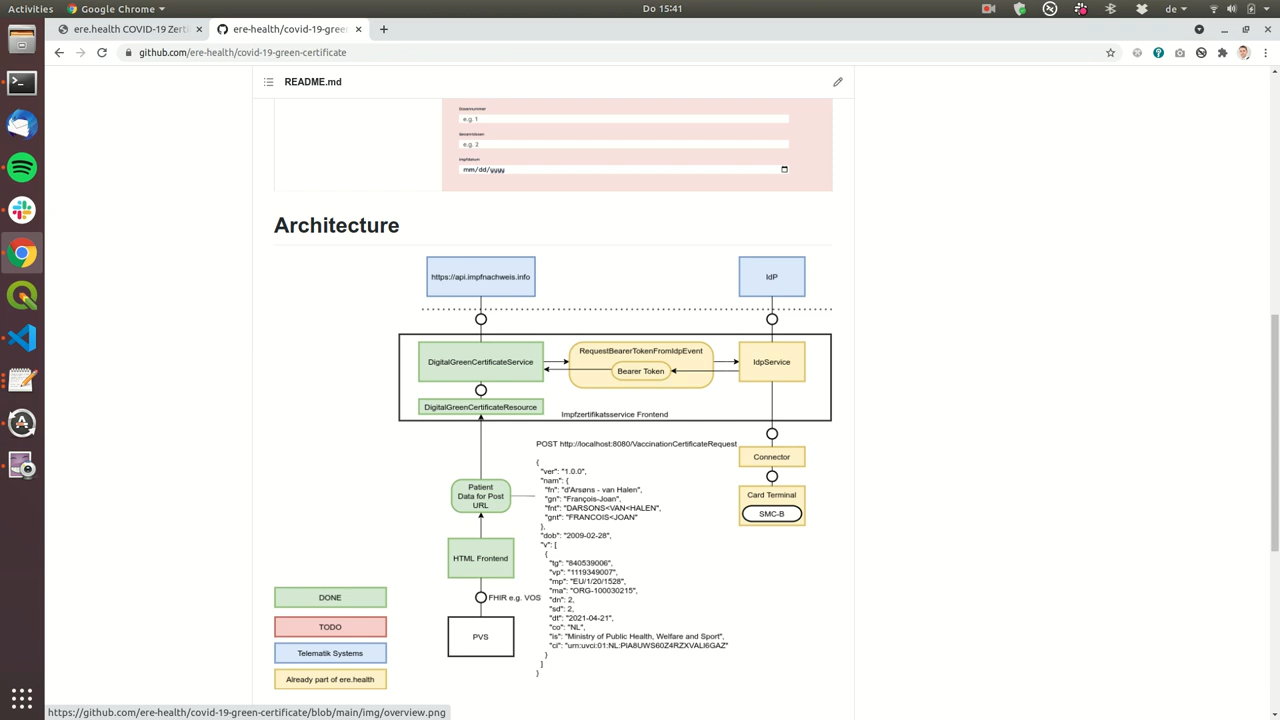 Activities
Google Chrome
Do 15:41
de
ere.health COVID-19 Zerti
ere-health/covid-19-gree
github.com/ere-health/covid-19-green-certificate
README.md
Dosennummer
e.g. 1
Gesamtdosen
e.g. 2
Impfdatum
mm/dd/yyyy
Architecture
https://api.impfnachweis.info
IdP
DigitalGreenCertificateService
RequestBearerTokenFromIdpEvent
Bearer Token
IdpService
DigitalGreenCertificateResource
Impfzertifikatsservice Frontend
POST http://localhost:8080/VaccinationCertificateRequest
{
"ver": "1.0.0",
"nam": {
"fn": "d'Arsøns - van Halen",
"gn": "François-Joan",
"fnt": "DARSONS<VAN<HALEN",
"gnt": "FRANCOIS<JOAN"
},
"dob": "2009-02-28",
"v": [
{
"tg": "840539006",
"vp": "1119349007",
"mp": "EU/1/20/1528",
"ma": "ORG-100030215",
"dn": 2,
"sd": 2,
"dt": "2021-04-21",
"co": "NL",
"is": "Ministry of Public Health, Welfare and Sport",
"ci": "urn:uvci:01:NL:PlA8UWS60Z4RZXVALl6GAZ"
}
]
}
Connector
Card Terminal
SMC-B
Patient
Data for Post
URL
HTML Frontend
FHIR e.g. VOS
PVS
DONE
TODO
Telematik Systems
Already part of ere.health
https://github.com/ere-health/covid-19-green-certificate/blob/main/img/overview.png